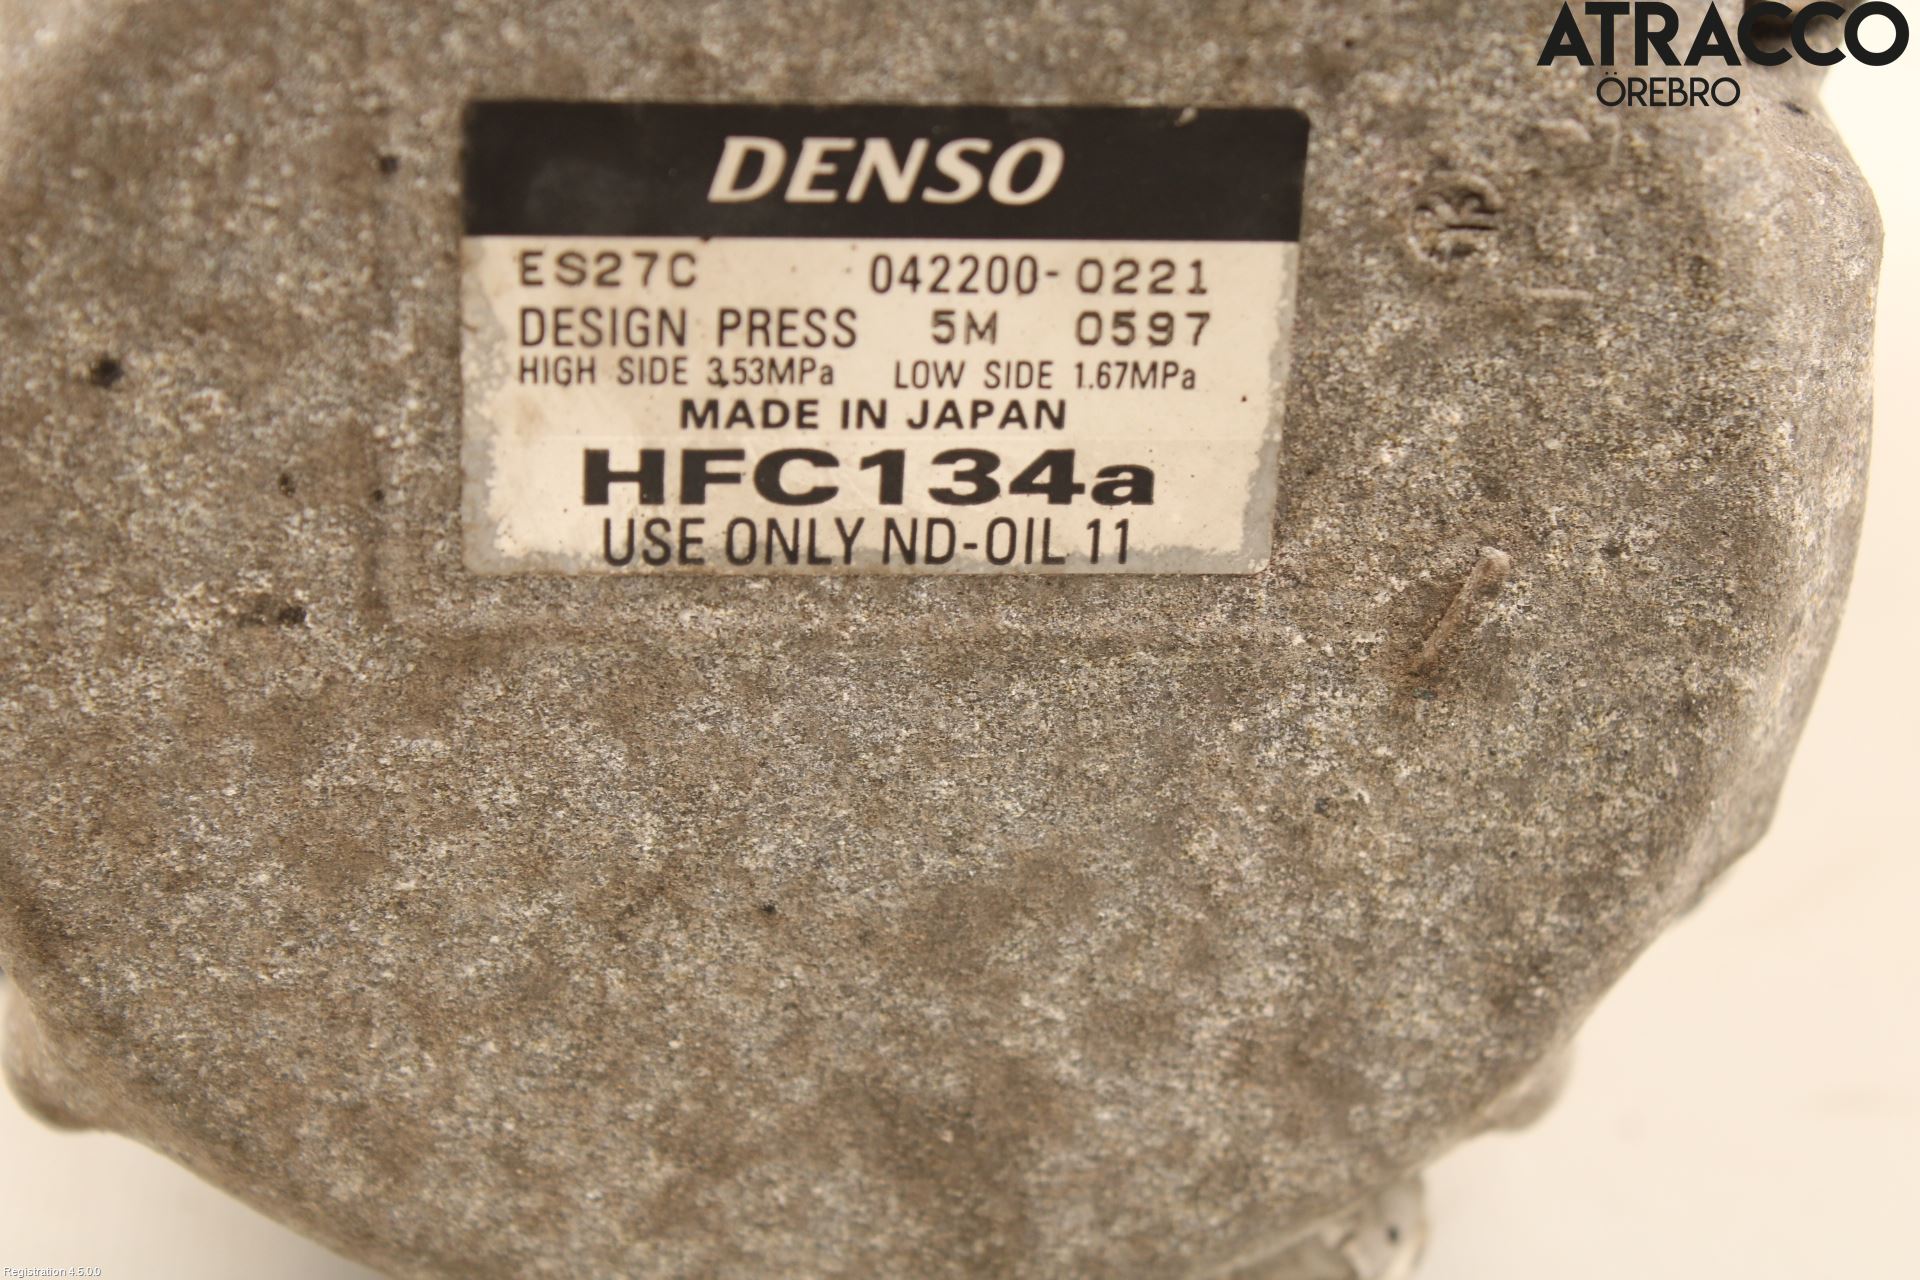 ATRACCO
ÖREBRO
DENSO
ES27C 042200-0221
DESIGN PRESS 5M 0597
HIGH SIDE 3.53MPa LOW SIDE 1.67MPa
MADE IN JAPAN
HFC134a
USE ONLY ND-OIL 11
Registration 4.5.0.0